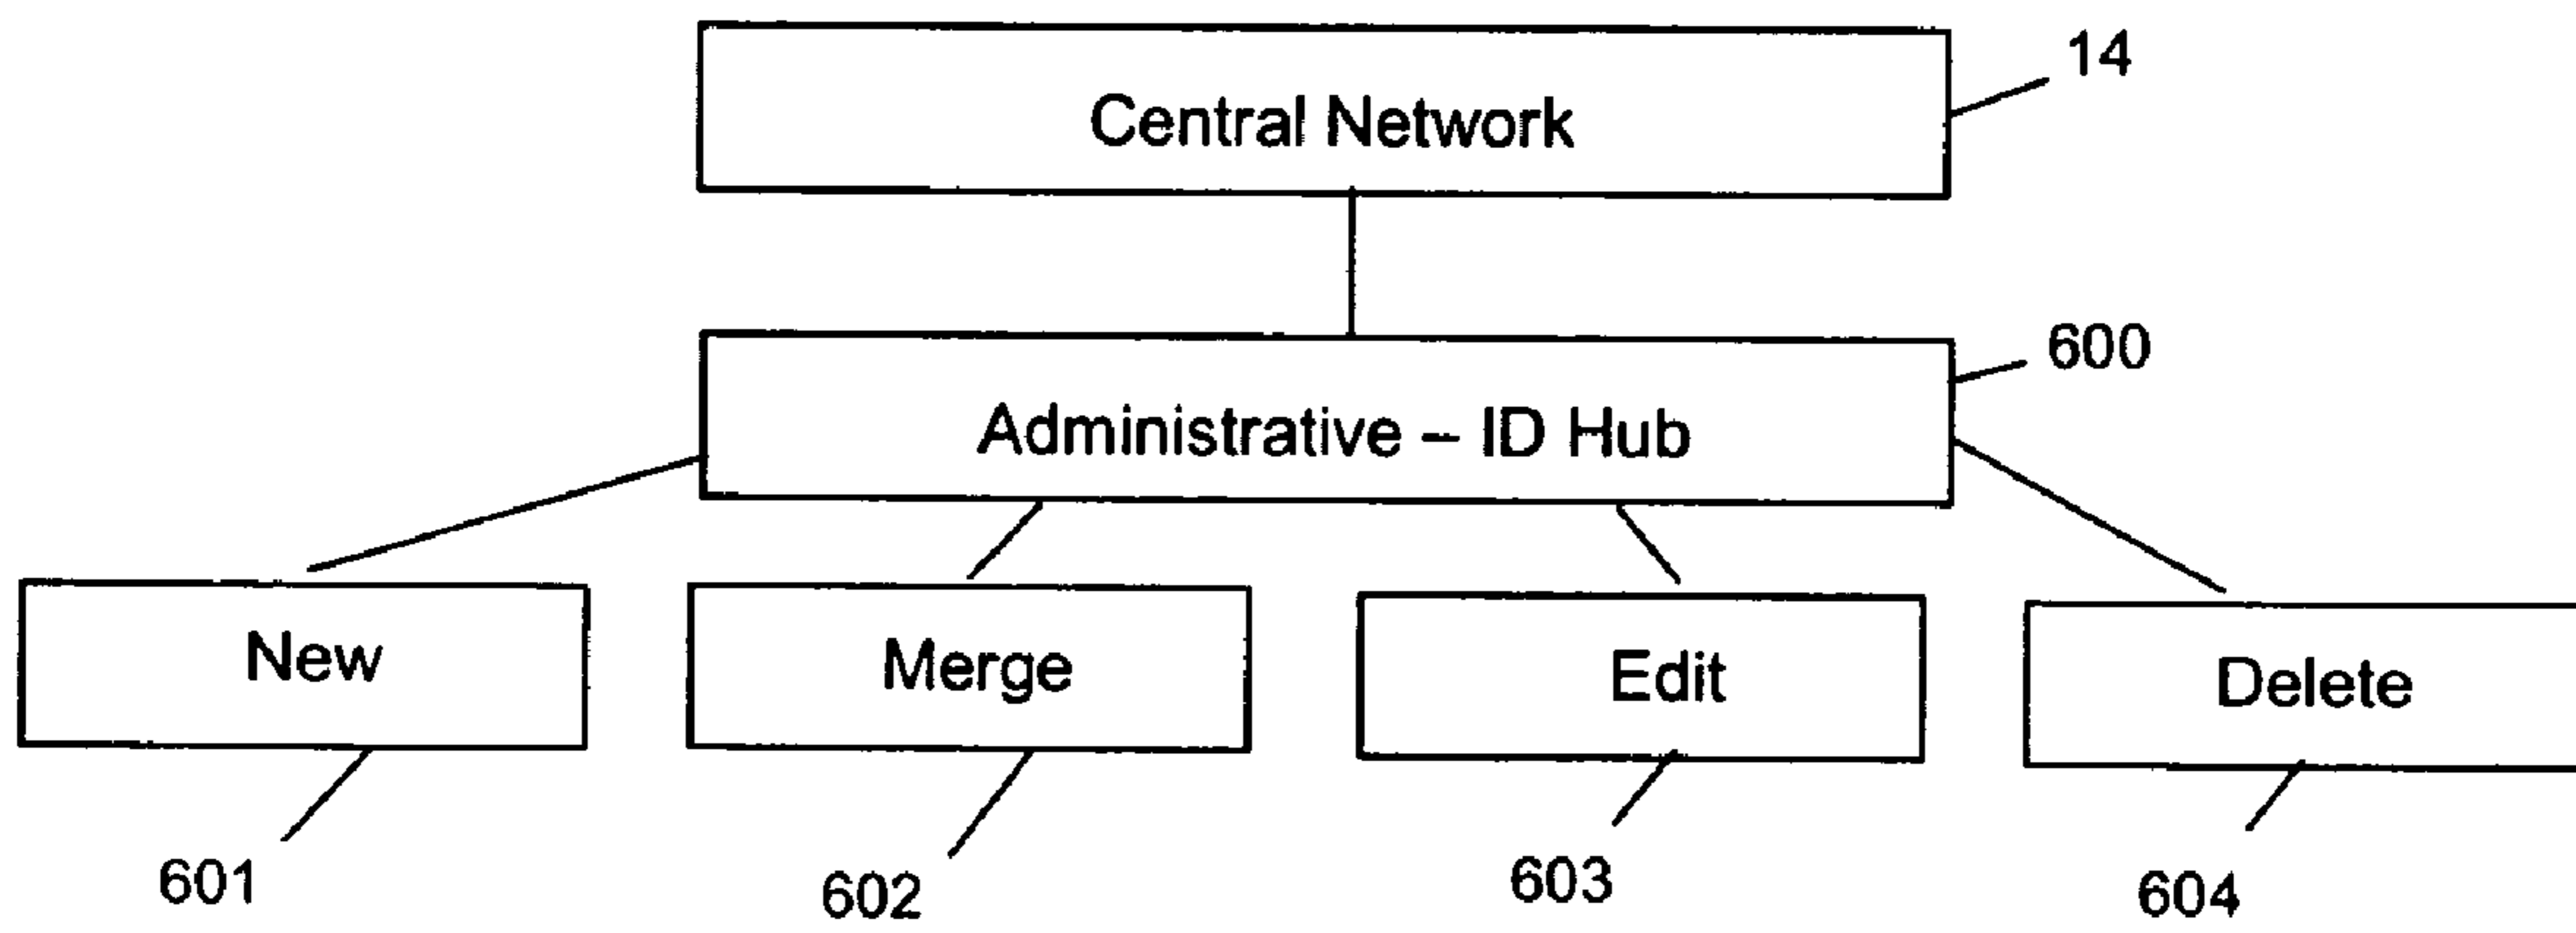 Central Network
14
Administrative – ID Hub
600
New
Merge
Edit
Delete
601
602
603
604